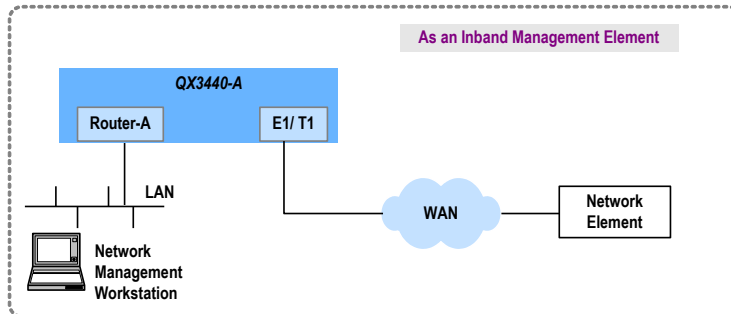 As an Inband Management Element
QX3440-A
Router-A
E1/ T1
LAN
WAN
Network
Element
Network
Management
Workstation